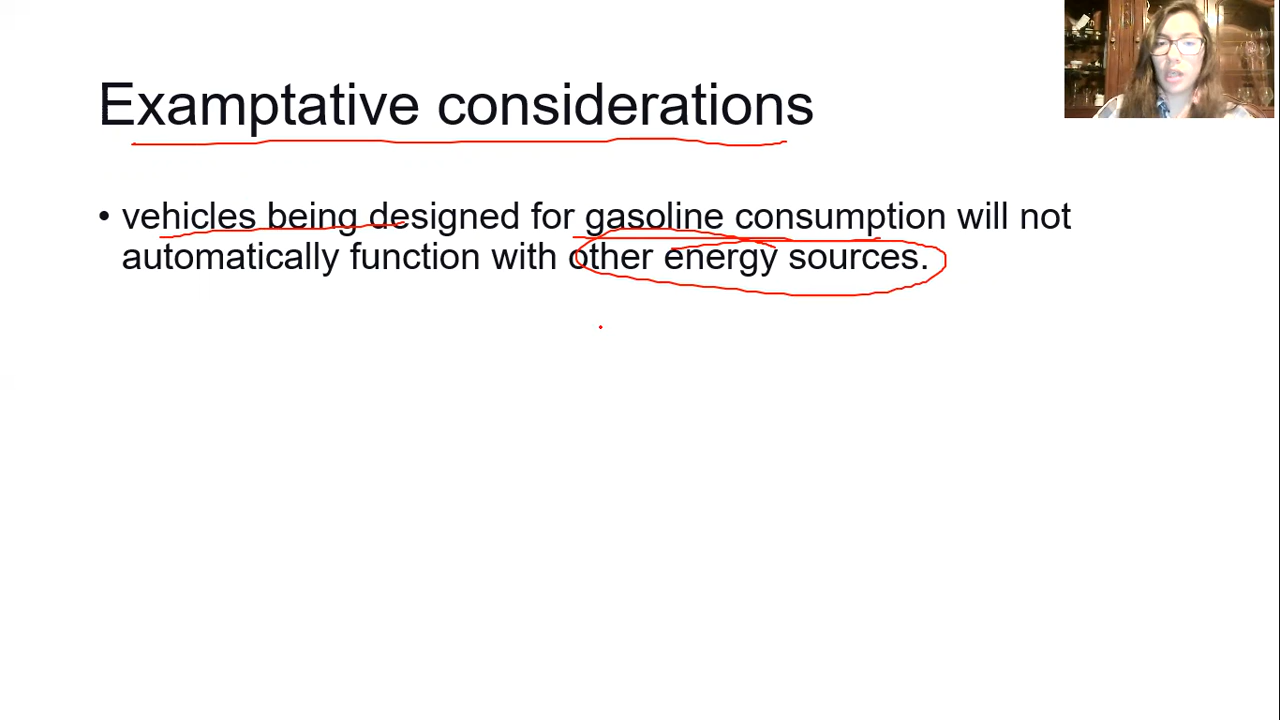 Examptative considerations
• vehicles being designed for gasoline consumption will not
automatically function with other energy sources.